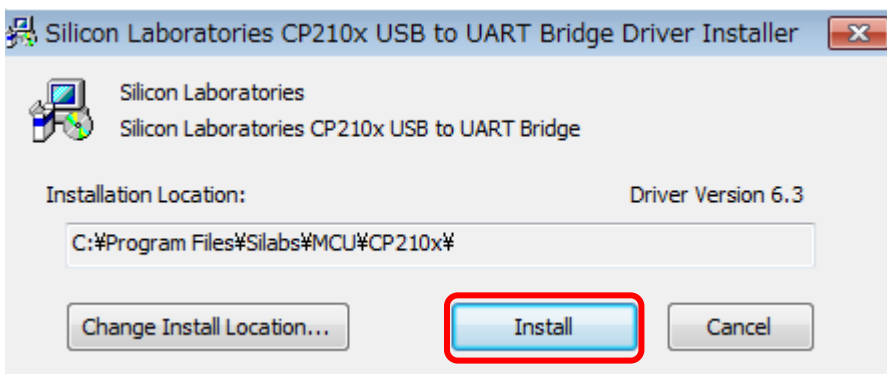 Silicon Laboratories CP210x USB to UART Bridge Driver Installer
Silicon Laboratories
Silicon Laboratories CP210x USB to UART Bridge
Installation Location: Driver Version 6.3
C:¥Program Files¥Silabs¥MCU¥CP210x¥
Change Install Location... Install Cancel